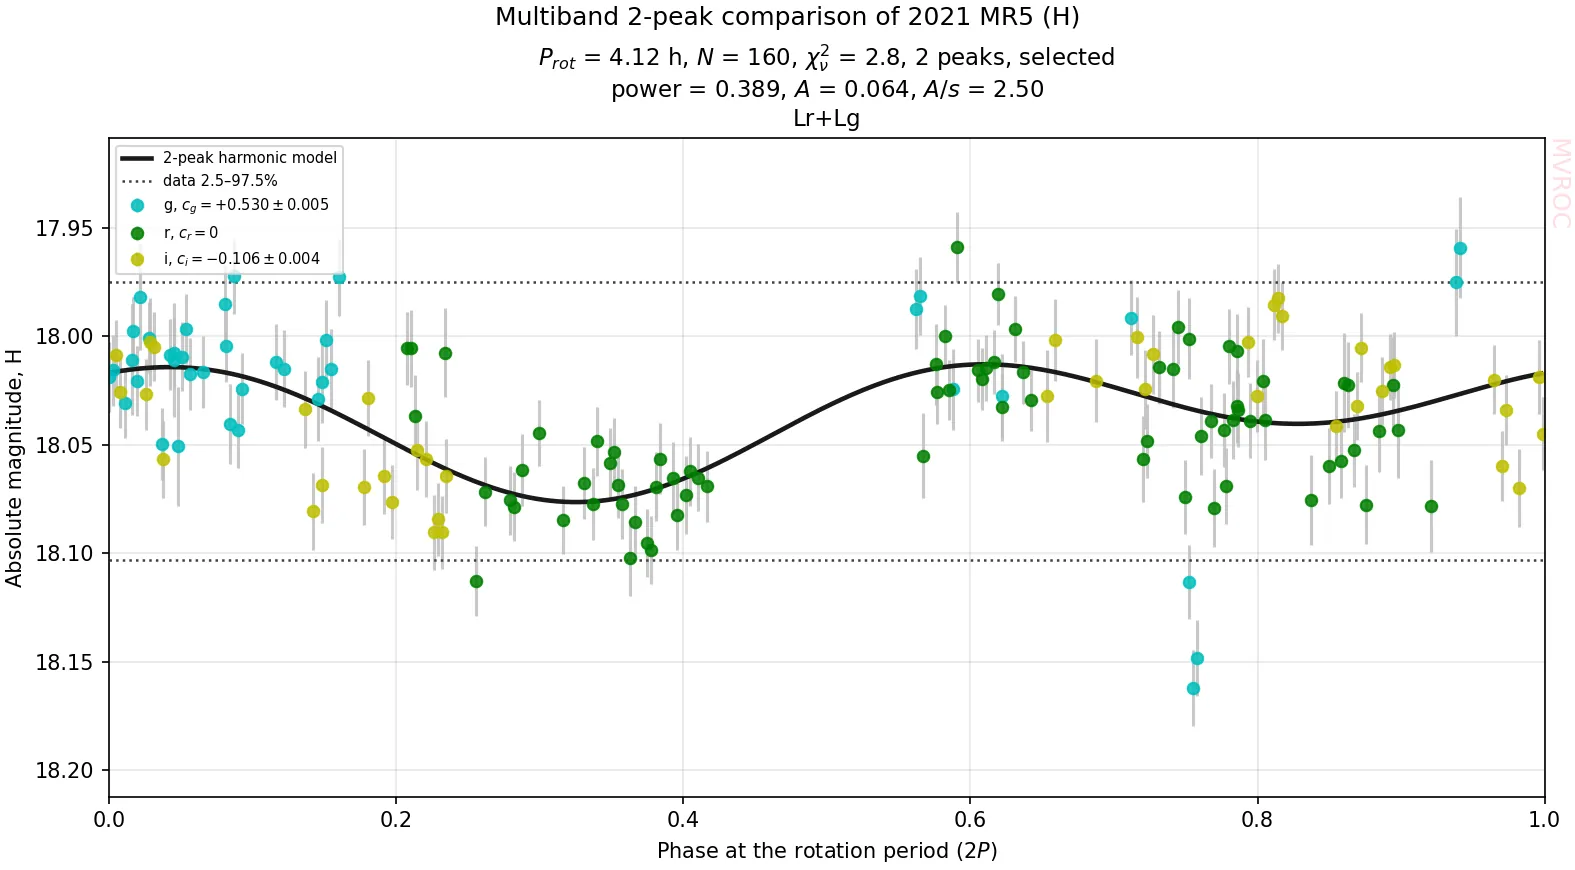 Multiband 2-peak comparison of 2021 MR5 (H)
P_rot = 4.12 h, N = 160, χ²_ν = 2.8, 2 peaks, selected
power = 0.389, A = 0.064, A/s = 2.50
Lr+Lg
2-peak harmonic model
data 2.5–97.5%
g, c_g = +0.530 ± 0.005
r, c_r = 0
i, c_i = −0.106 ± 0.004
MVROC
Absolute magnitude, H
17.95
18.00
18.05
18.10
18.15
18.20
0.0 0.2 0.4 0.6 0.8 1.0
Phase at the rotation period (2P)